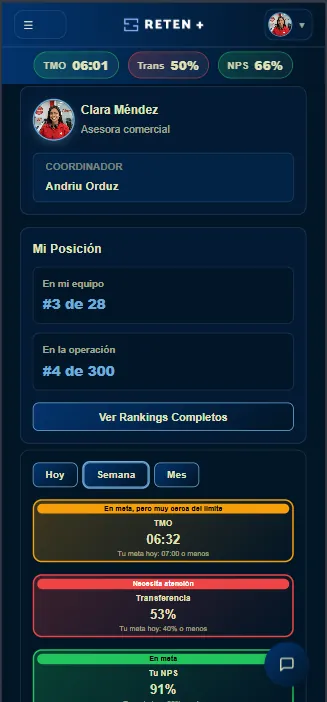 RETEN +
TMO 06:01 Trans 50% NPS 66%
Clara Méndez
Asesora comercial
COORDINADOR
Andriu Orduz
Mi Posición
En mi equipo
#3 de 28
En la operación
#4 de 300
Ver Rankings Completos
Hoy Semana Mes
En meta, pero muy cerca del límite
TMO
06:32
Tu meta hoy: 07:00 o menos
Necesita atención
Transferencia
53%
Tu meta hoy: 40% o menos
En meta
Tu NPS
91%